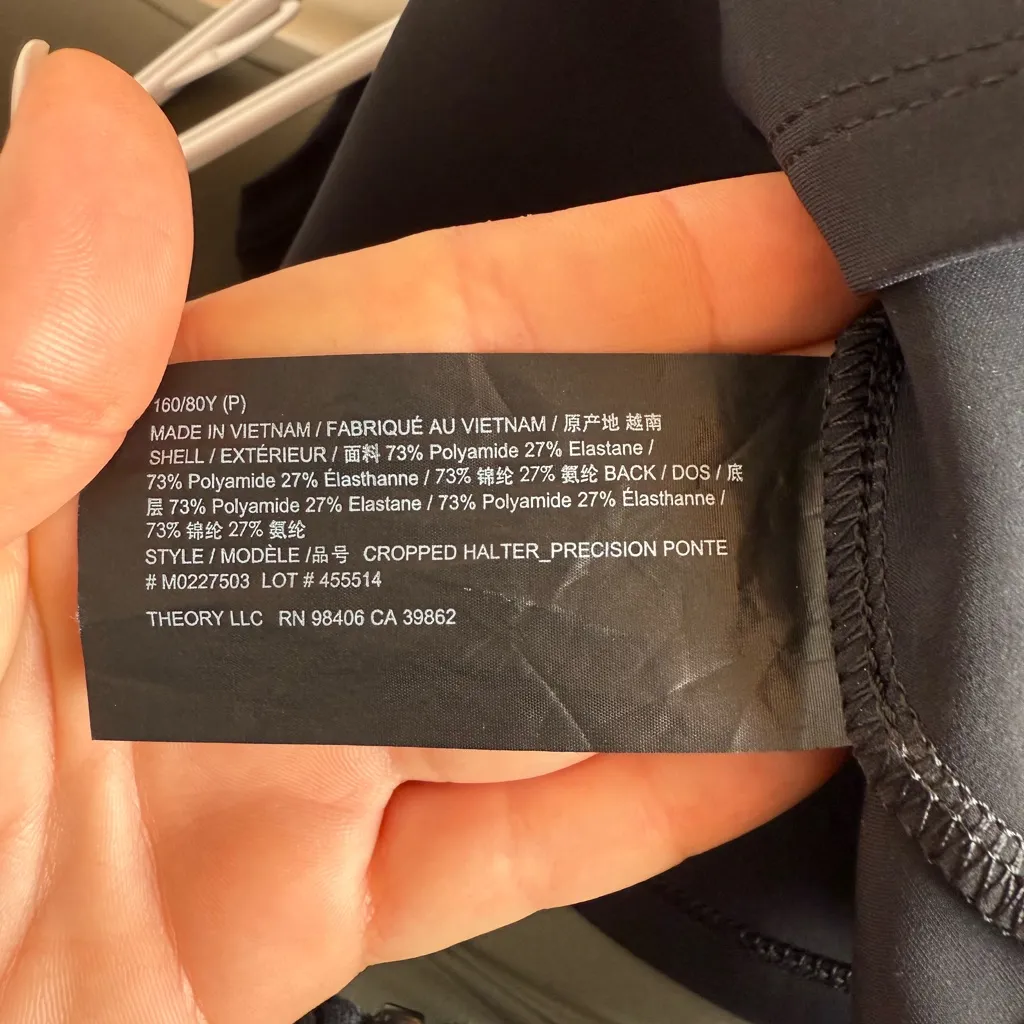 160/80Y (P)
MADE IN VIETNAM / FABRIQUÉ AU VIETNAM / 原产地 越南
SHELL / EXTÉRIEUR / 面料 73% Polyamide 27% Elastane /
73% Polyamide 27% Élasthanne / 73% 锦纶 27% 氨纶 BACK / DOS / 底
层 73% Polyamide 27% Elastane / 73% Polyamide 27% Élasthanne /
73% 锦纶 27% 氨纶
STYLE / MODÈLE /品号 CROPPED HALTER_PRECISION PONTE
# M0227503 LOT # 455514
THEORY LLC RN 98406 CA 39862